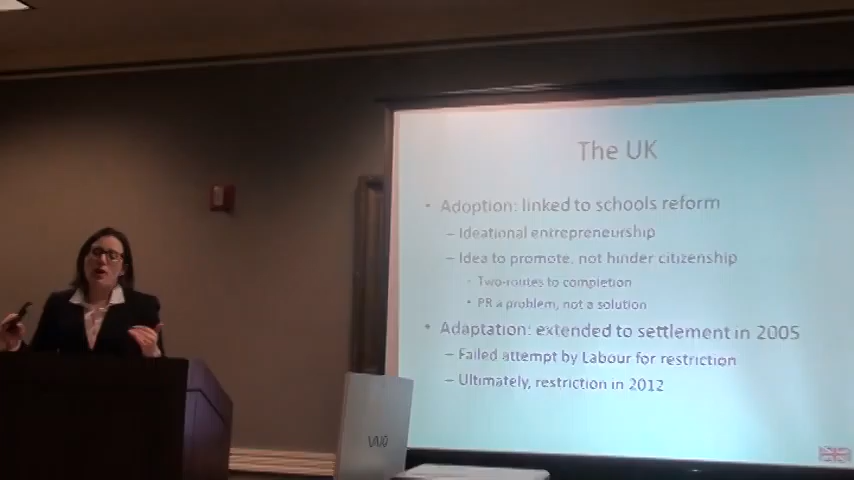 The UK
• Adoption: linked to schools reform
– Ideational entrepreneurship
– Idea to promote, not hinder citizenship
• Two-routes to completion
• PR a problem, not a solution
• Adaptation: extended to settlement in 2005
– Failed attempt by Labour for restriction
– Ultimately, restriction in 2012
VAIO